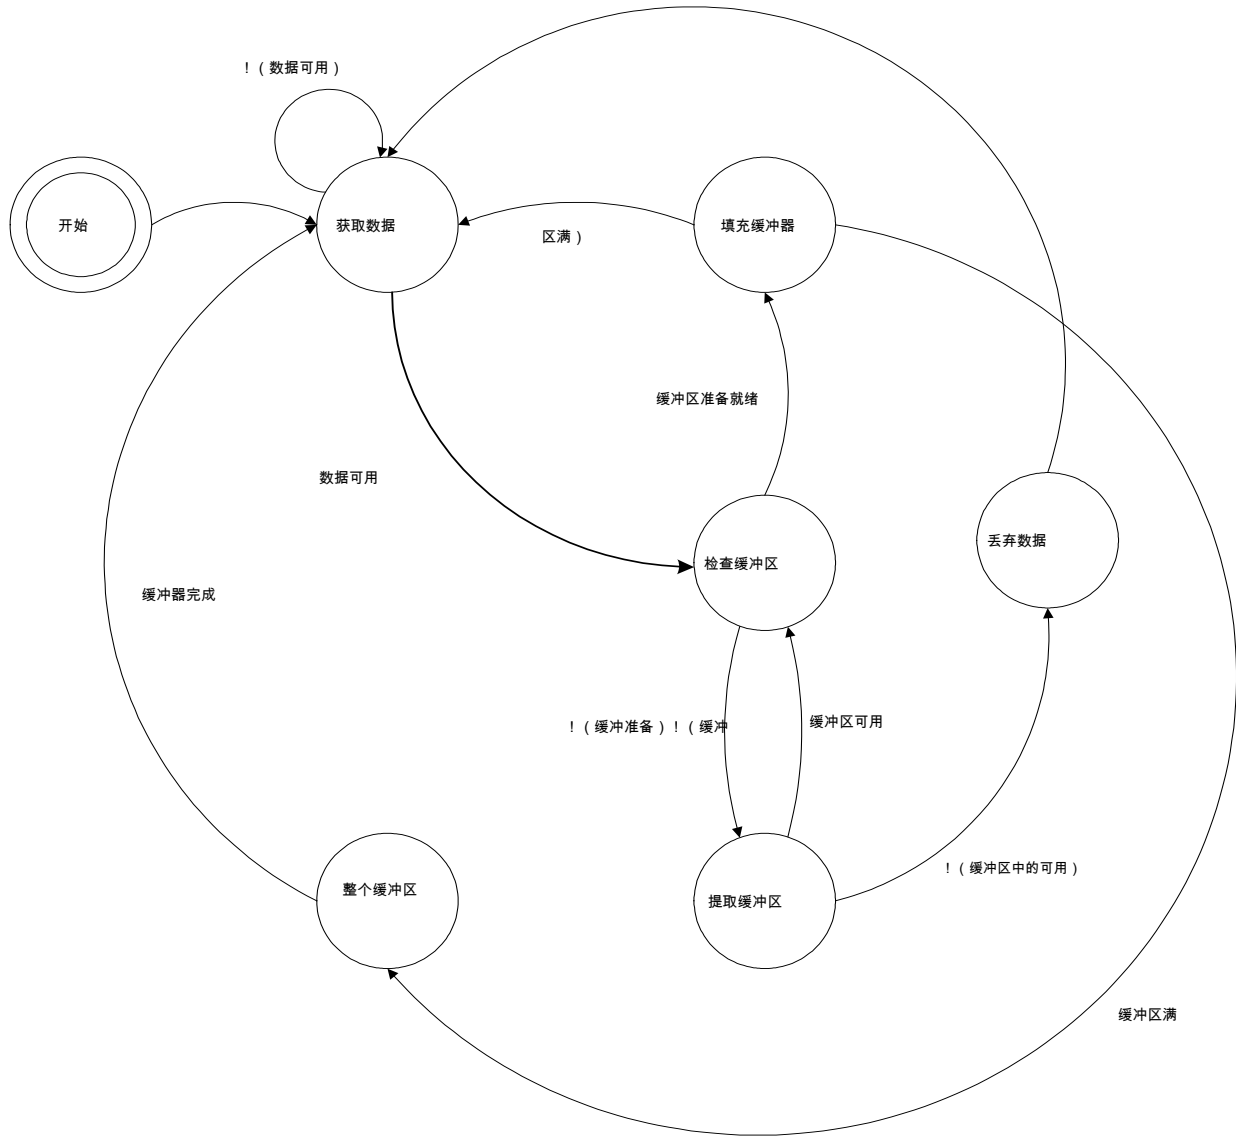 ！（数据可用）
开始
获取数据
填充缓冲器
区满）
缓冲区准备就绪
数据可用
丢弃数据
检查缓冲区
缓冲器完成
！（缓冲准备）！（缓冲
缓冲区可用
！（缓冲区中的可用）
整个缓冲区
提取缓冲区
缓冲区满